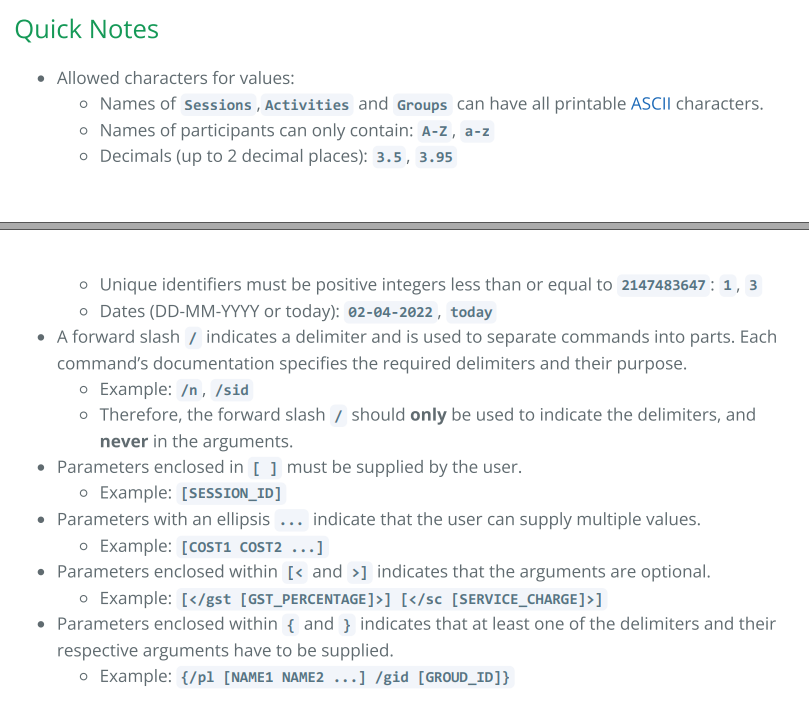 Quick Notes
Allowed characters for values:
Names of Sessions, Activities and Groups can have all printable ASCII characters.
Names of participants can only contain: A-Z, a-z
Decimals (up to 2 decimal places): 3.5, 3.95
Unique identifiers must be positive integers less than or equal to 2147483647: 1, 3
Dates (DD-MM-YYYY or today): 02-04-2022, today
A forward slash / indicates a delimiter and is used to separate commands into parts. Each
command's documentation specifies the required delimiters and their purpose.
Example: /n, /sid
Therefore, the forward slash / should only be used to indicate the delimiters, and
never in the arguments.
Parameters enclosed in [ ] must be supplied by the user.
Example: [SESSION_ID]
Parameters with an ellipsis ... indicate that the user can supply multiple values.
Example: [COST1 COST2 ...]
Parameters enclosed within [< and >] indicates that the arguments are optional.
Example: [</gst [GST_PERCENTAGE]>] [</sc [SERVICE_CHARGE]>]
Parameters enclosed within { and } indicates that at least one of the delimiters and their
respective arguments have to be supplied.
Example: {/pl [NAME1 NAME2 ...] /gid [GROUD_ID]}